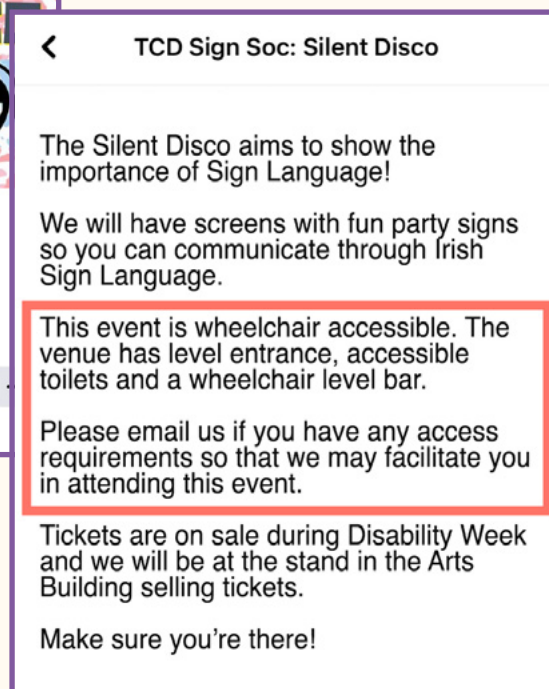 TCD Sign Soc: Silent Disco
The Silent Disco aims to show the
importance of Sign Language!
We will have screens with fun party signs
so you can communicate through Irish
Sign Language.
This event is wheelchair accessible. The
venue has level entrance, accessible
toilets and a wheelchair level bar.
Please email us if you have any access
requirements so that we may facilitate you
in attending this event.
Tickets are on sale during Disability Week
and we will be at the stand in the Arts
Building selling tickets.
Make sure you’re there!